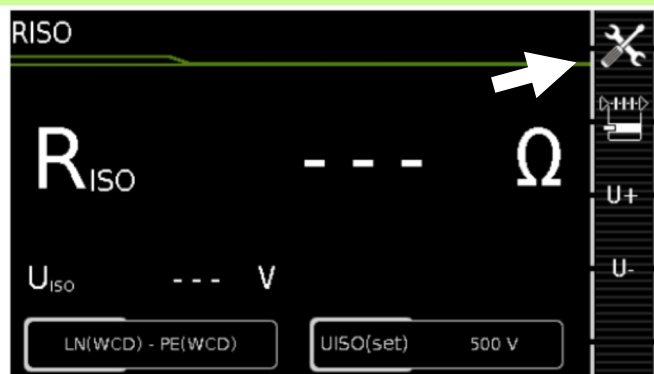 RISO
RISO --- Ω
U+
U-
UISO --- V
LN(WCD) - PE(WCD)
UISO(set) 500 V